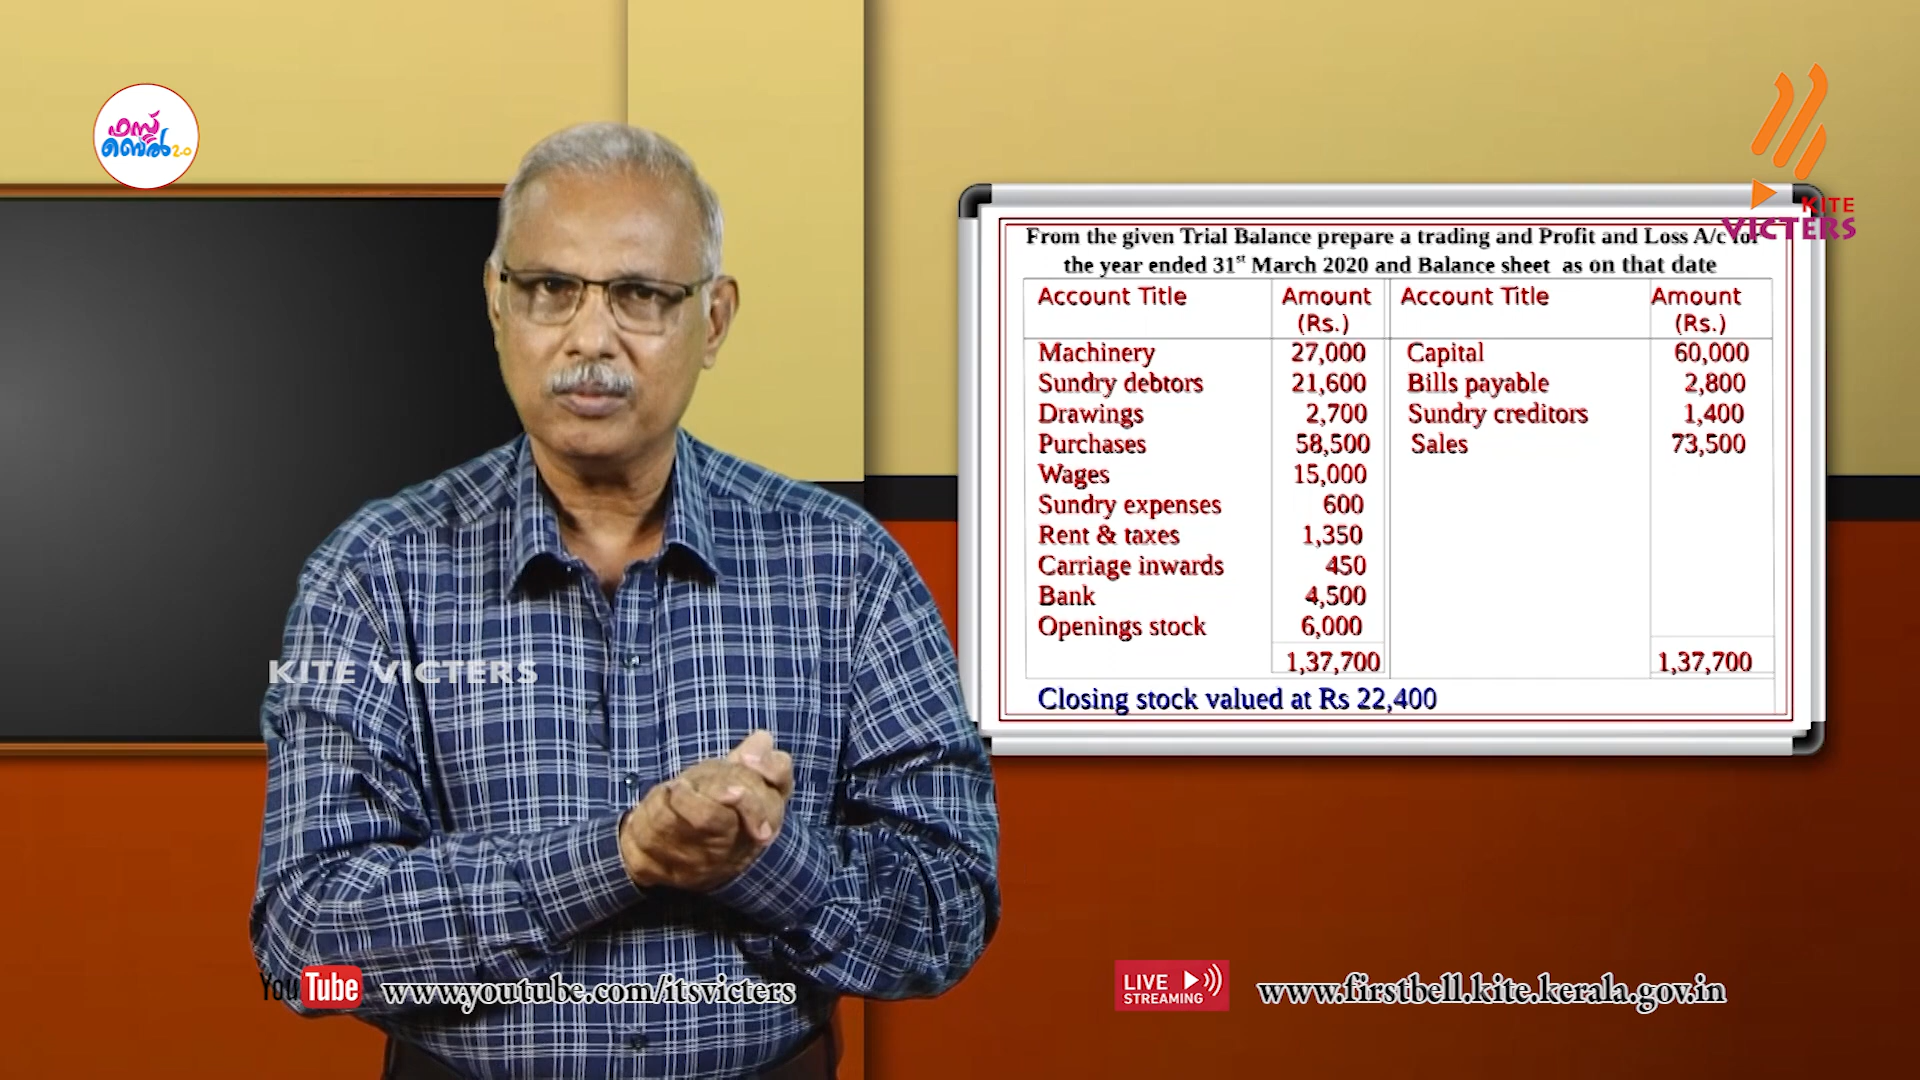 ഫസ്റ്റ്
ബെൽ 2.0
KITE
VICTERS
From the given Trial Balance prepare a trading and Profit and Loss A/c for
the year ended 31st March 2020 and Balance sheet as on that date
Account Title Amount (Rs.) Account Title Amount (Rs.)
Machinery 27,000 Capital 60,000
Sundry debtors 21,600 Bills payable 2,800
Drawings 2,700 Sundry creditors 1,400
Purchases 58,500 Sales 73,500
Wages 15,000
Sundry expenses 600
Rent & taxes 1,350
Carriage inwards 450
Bank 4,500
Openings stock 6,000
1,37,700 1,37,700
Closing stock valued at Rs 22,400
KITE VICTERS
YouTube www.youtube.com/itsvicters
LIVE
STREAMING
www.firstbell.kite.kerala.gov.in